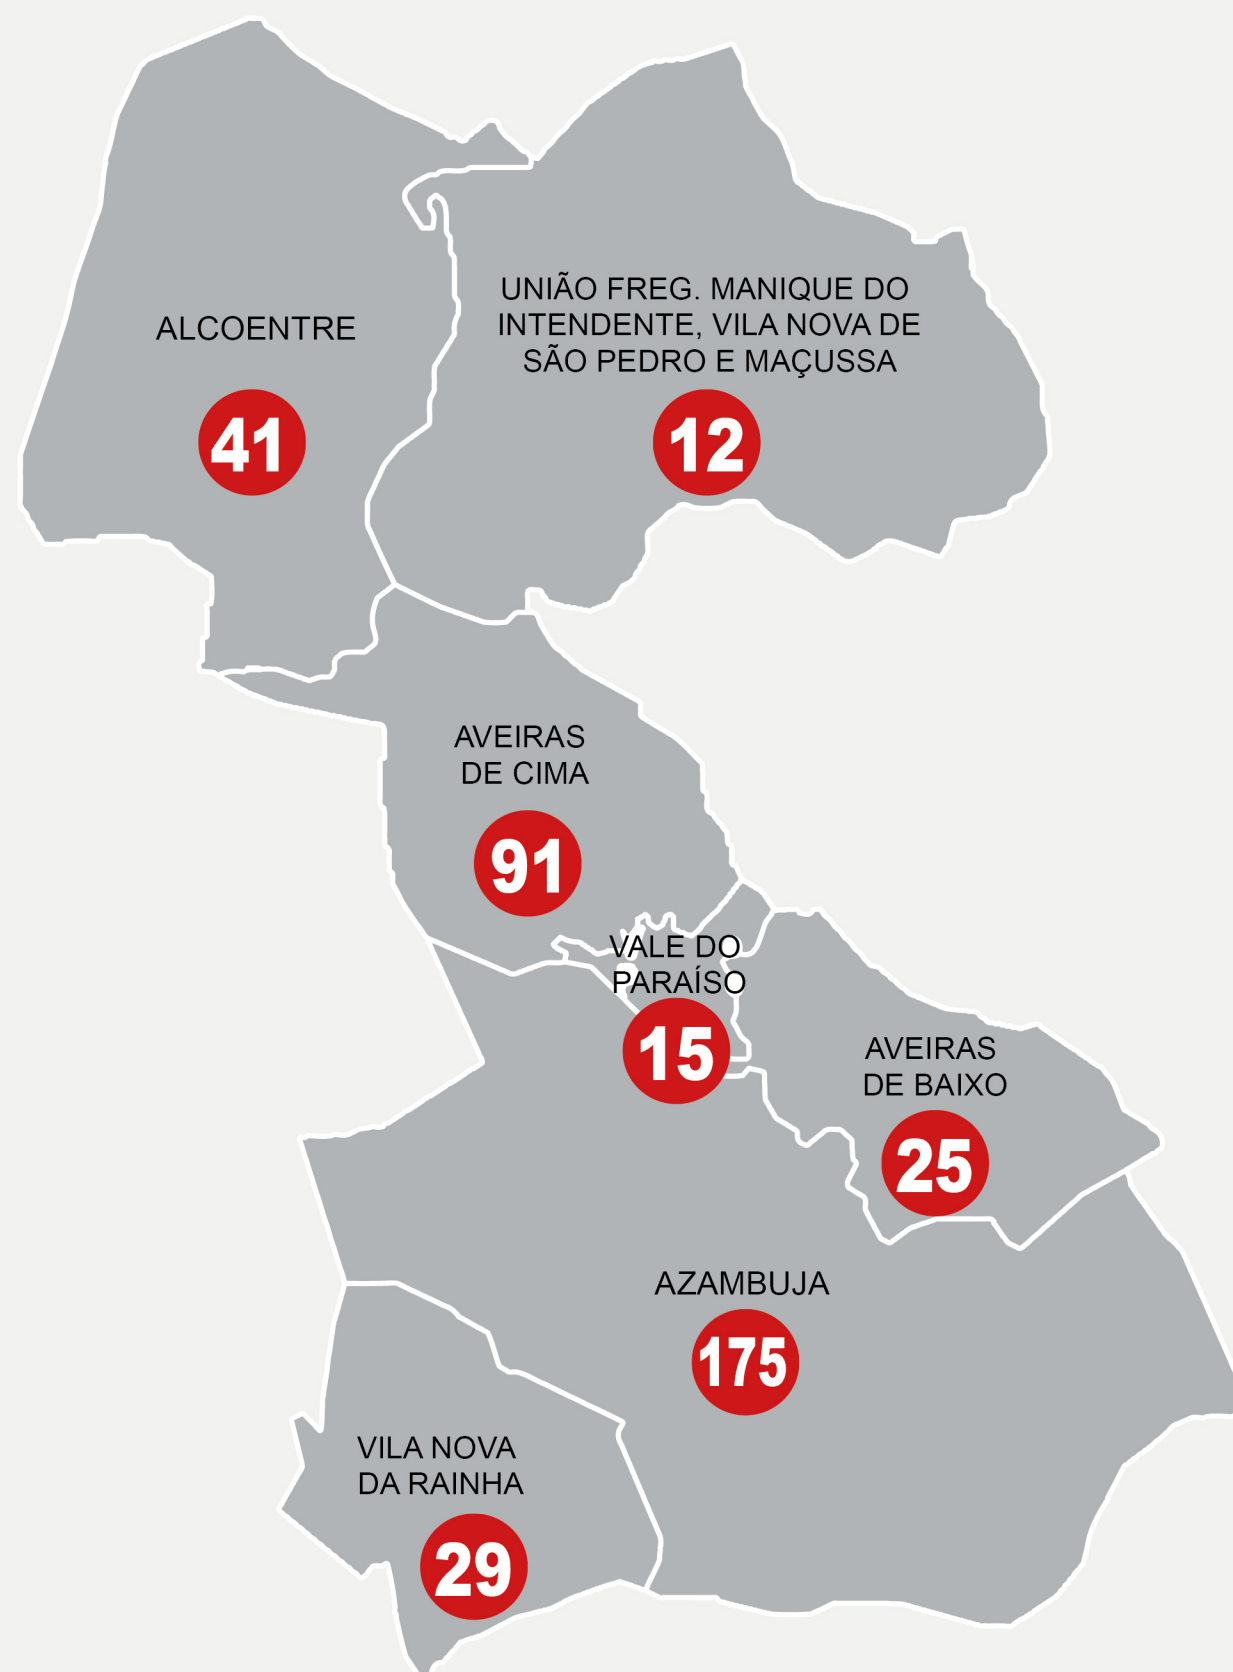 ALCOENTRE
41
UNIÃO FREG. MANIQUE DO
INTENDENTE, VILA NOVA DE
SÃO PEDRO E MAÇUSSA
12
AVEIRAS
DE CIMA
91
VALE DO
PARAÍSO
15
AVEIRAS
DE BAIXO
25
AZAMBUJA
175
VILA NOVA
DA RAINHA
29